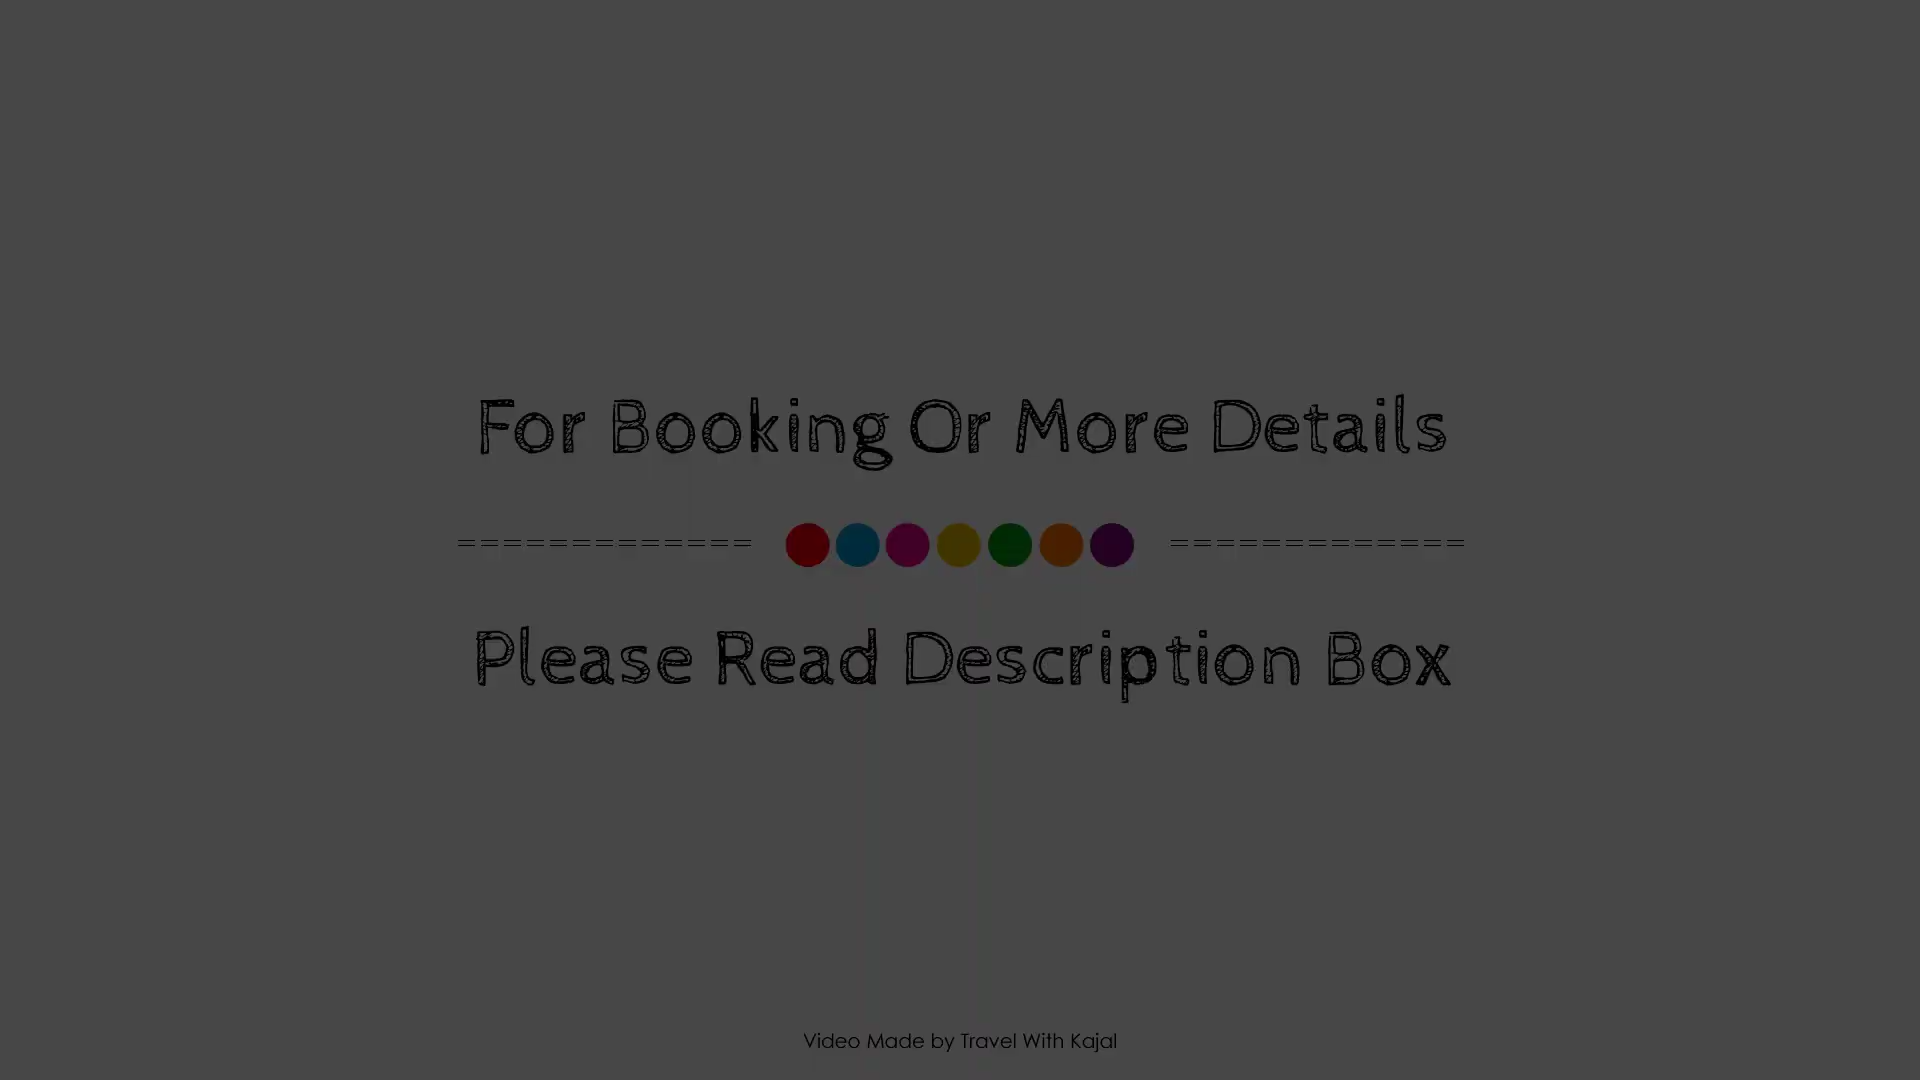 For Booking Or More Details
============= =============
Please Read Description Box
Video Made by Travel With Kajal